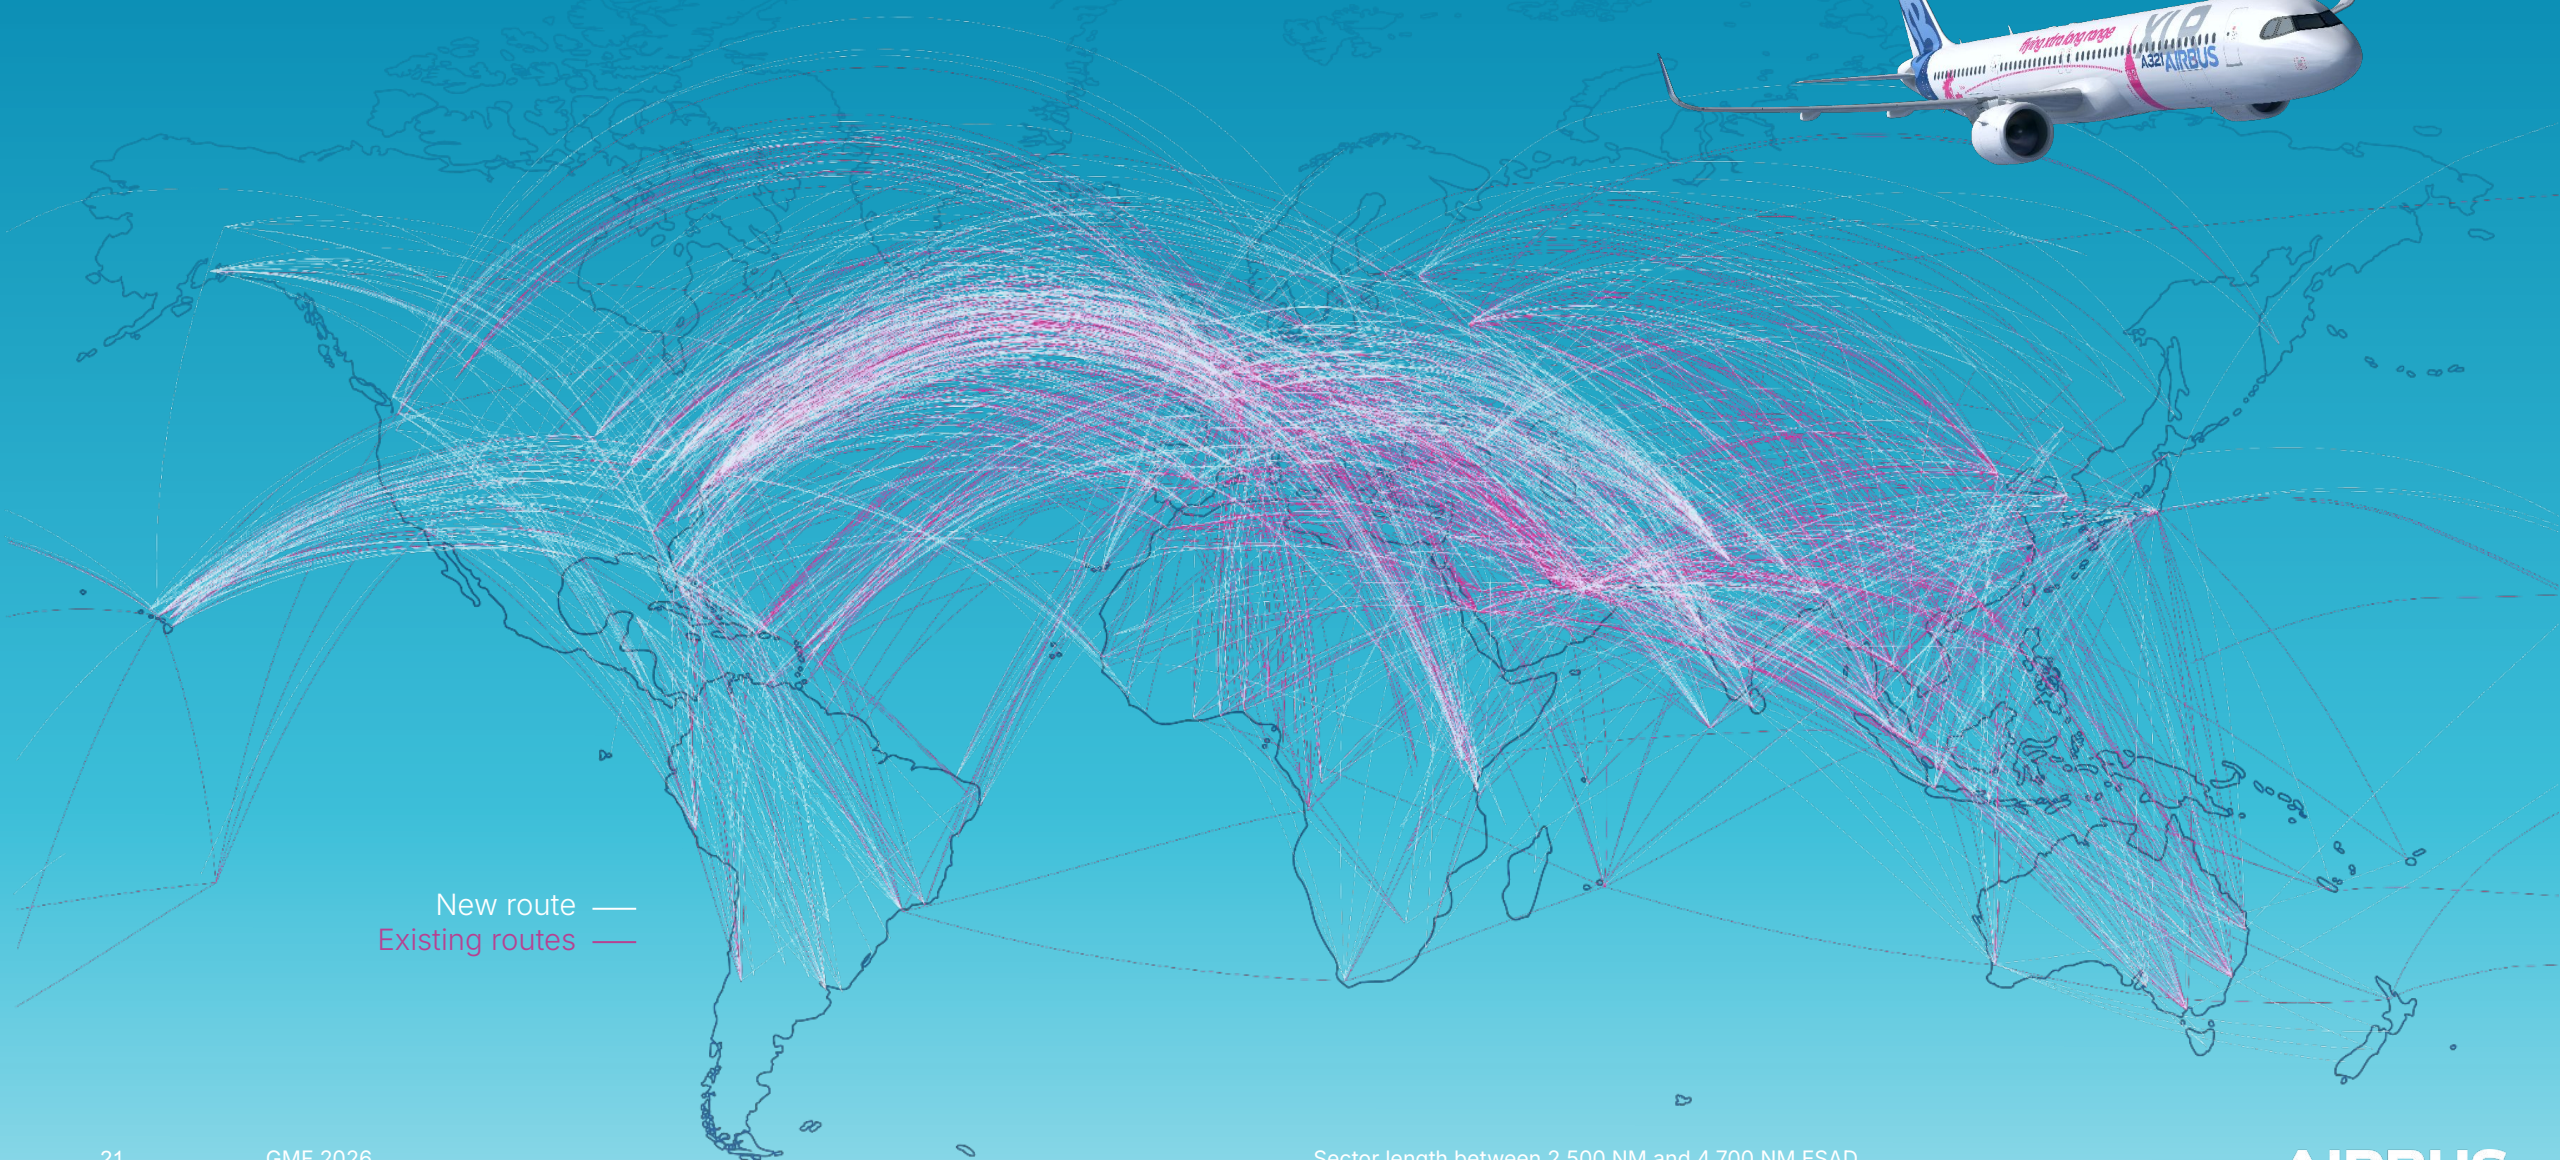 flying xtra long range
XLR
A321 AIRBUS
New route
Existing routes
21
GMF 2026
Sector length between 2,500 NM and 4,700 NM ESAD
AIRBUS